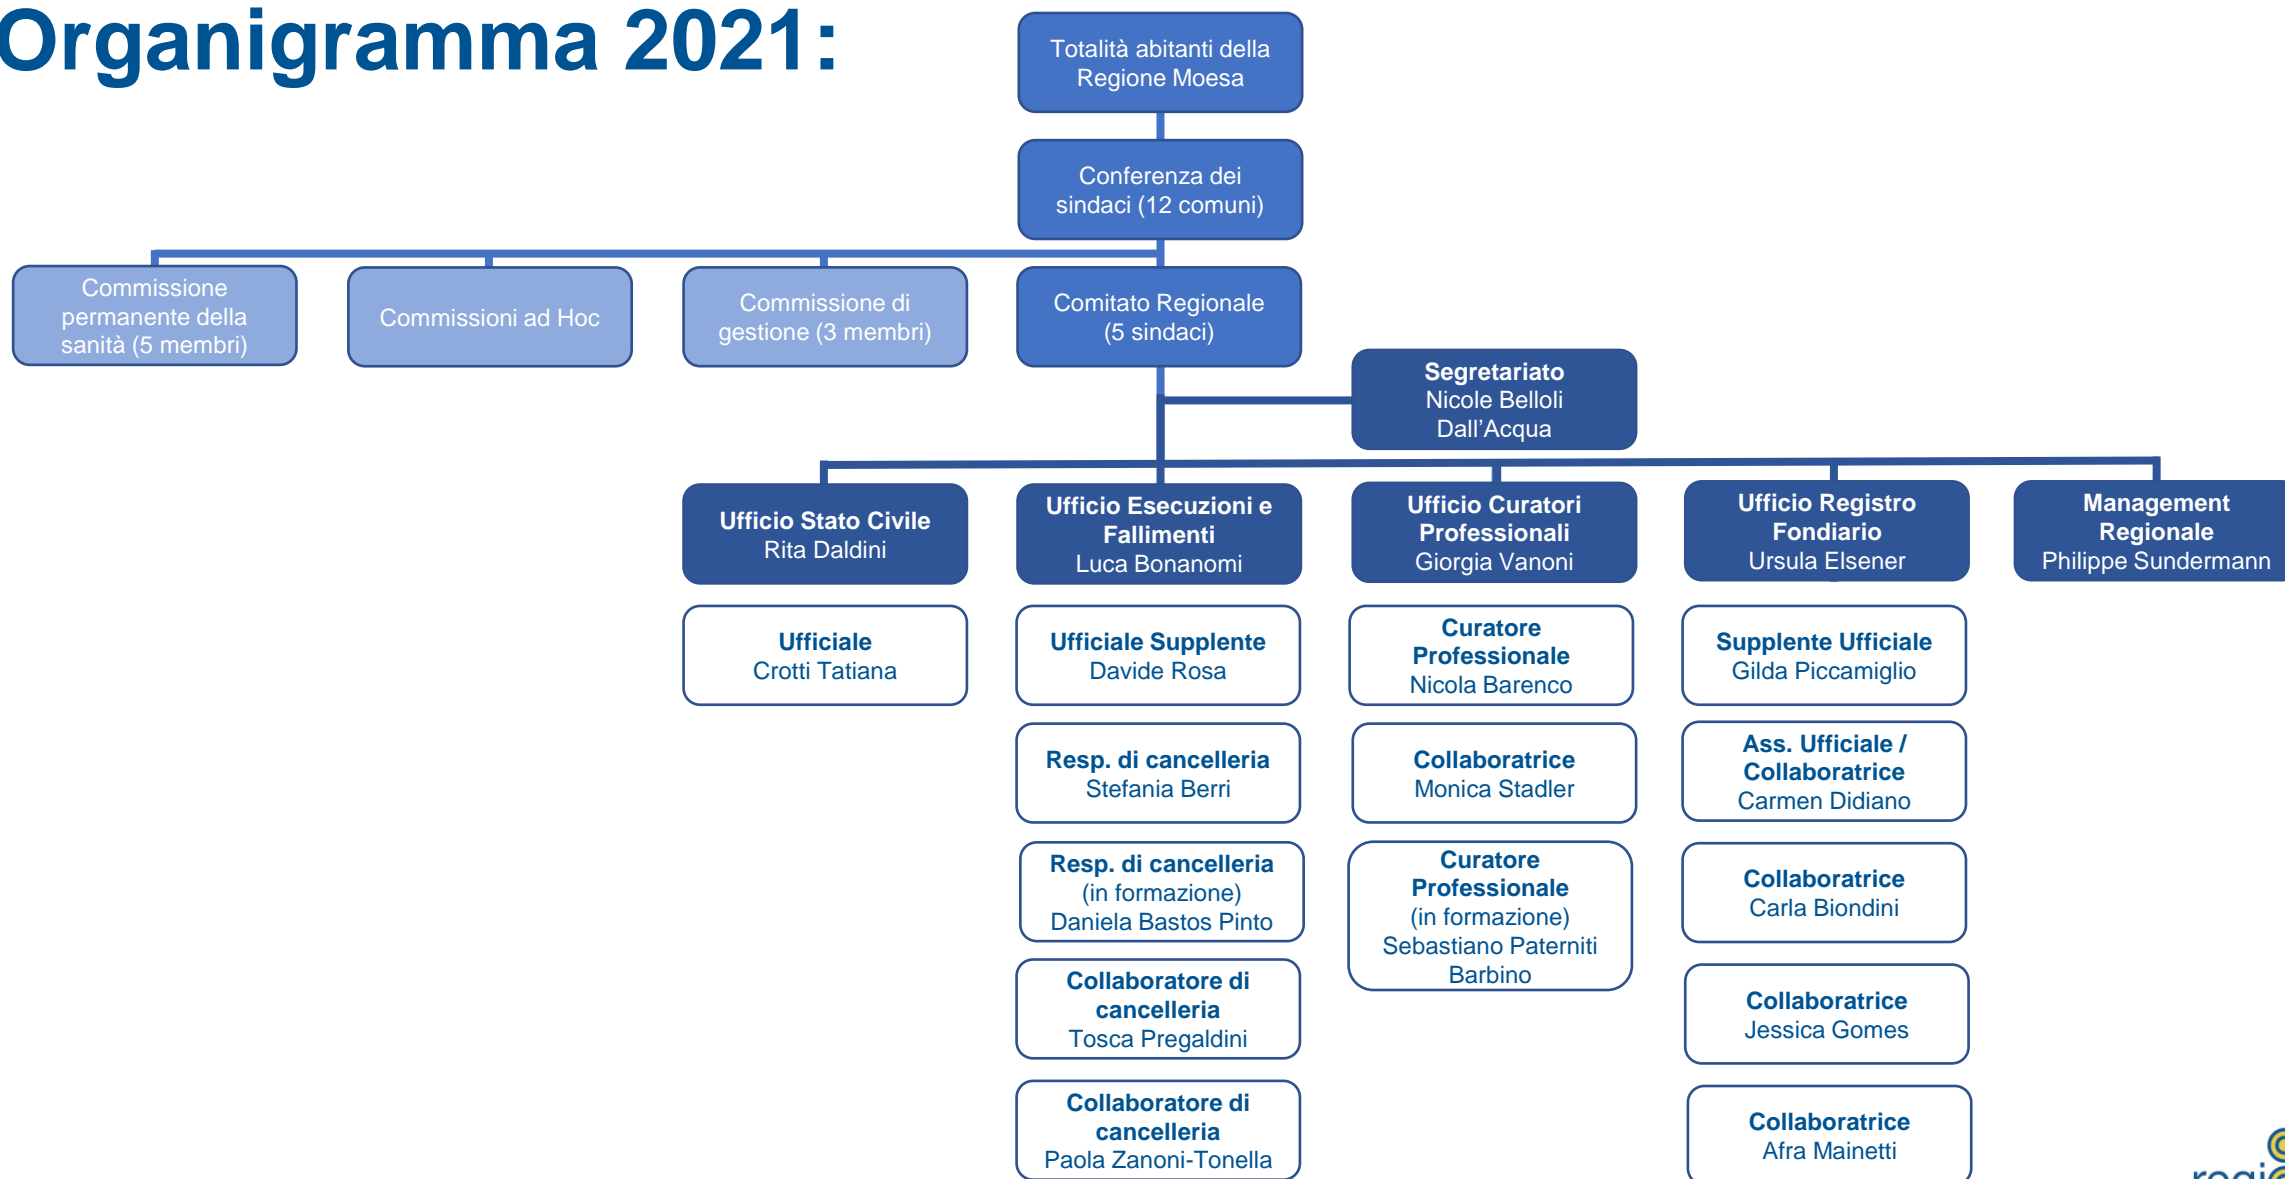 Organigramma 2021:
Totalità abitanti della
Regione Moesa
Conferenza dei
sindaci (12 comuni)
Commissione
permanente della
sanità (5 membri)
Commissioni ad Hoc
Commissione di
gestione (3 membri)
Comitato Regionale
(5 sindaci)
Segretariato
Nicole Belloli
Dall’Acqua
Ufficio Stato Civile
Rita Daldini
Ufficio Esecuzioni e
Fallimenti
Luca Bonanomi
Ufficio Curatori
Professionali
Giorgia Vanoni
Ufficio Registro
Fondiario
Ursula Elsener
Management
Regionale
Philippe Sundermann
Ufficiale
Crotti Tatiana
Ufficiale Supplente
Davide Rosa
Curatore
Professionale
Nicola Barenco
Supplente Ufficiale
Gilda Piccamiglio
Resp. di cancelleria
Stefania Berri
Collaboratrice
Monica Stadler
Ass. Ufficiale /
Collaboratrice
Carmen Didiano
Resp. di cancelleria
(in formazione)
Daniela Bastos Pinto
Curatore
Professionale
(in formazione)
Sebastiano Paterniti
Barbino
Collaboratrice
Carla Biondini
Collaboratore di
cancelleria
Tosca Pregaldini
Collaboratrice
Jessica Gomes
Collaboratore di
cancelleria
Paola Zanoni-Tonella
Collaboratrice
Afra Mainetti